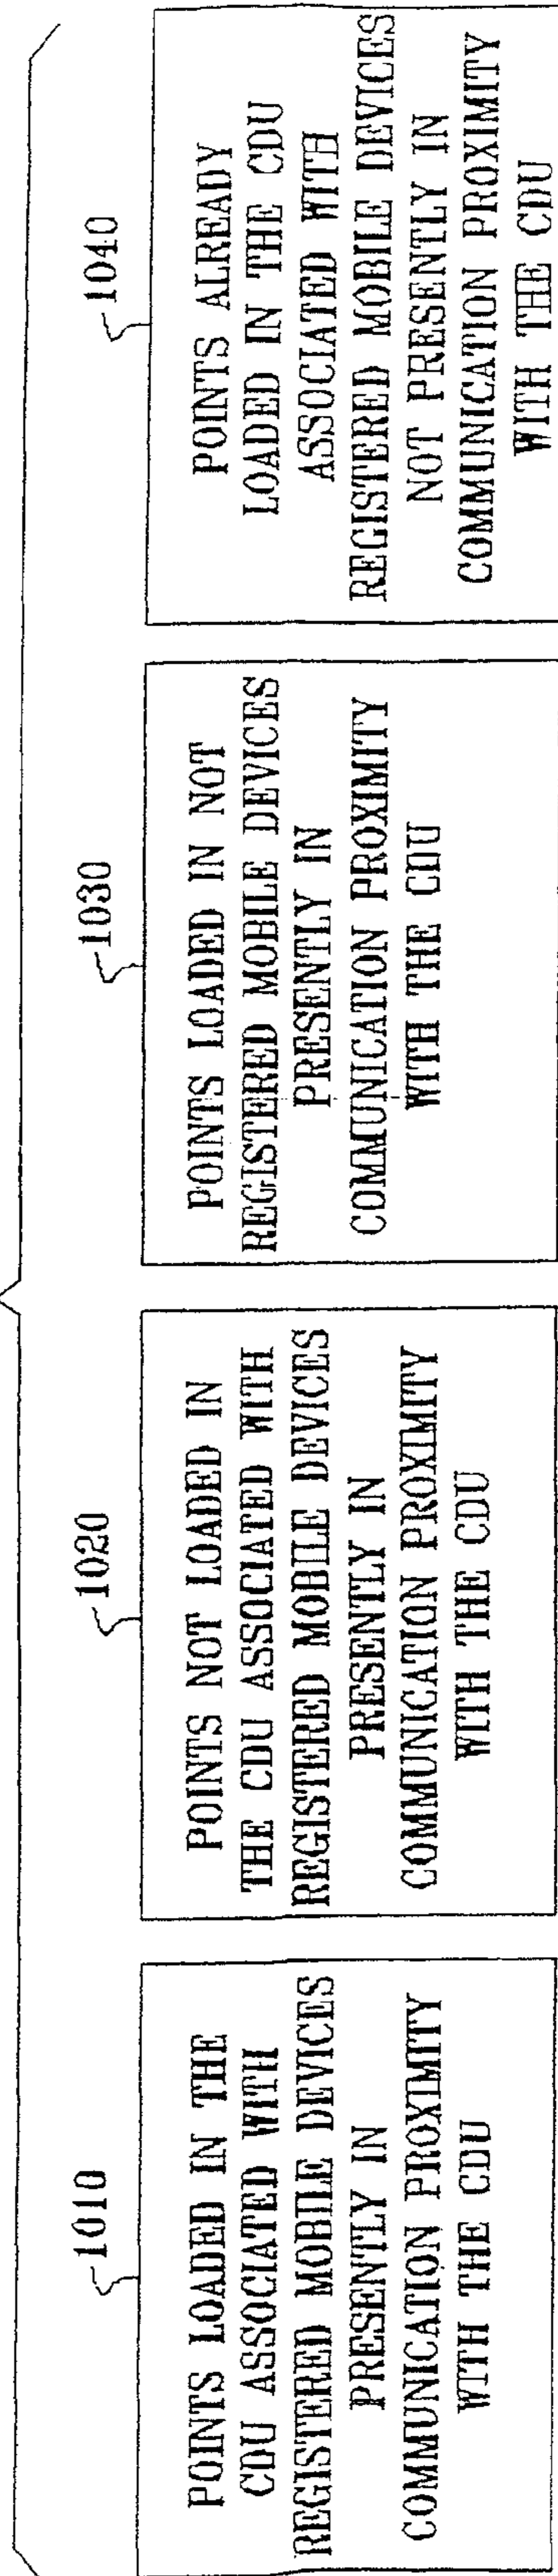 1010
POINTS LOADED IN THE
CDU ASSOCIATED WITH
REGISTERED MOBILE DEVICES
PRESENTLY IN
COMMUNICATION PROXIMITY
WITH THE CDU
1020
POINTS NOT LOADED IN
THE CDU ASSOCIATED WITH
REGISTERED MOBILE DEVICES
PRESENTLY IN
COMMUNICATION PROXIMITY
WITH THE CDU
1030
POINTS LOADED IN NOT
REGISTERED MOBILE DEVICES
PRESENTLY IN
COMMUNICATION PROXIMITY
WITH THE CDU
1040
POINTS ALREADY
LOADED IN THE CDU
ASSOCIATED WITH
REGISTERED MOBILE DEVICES
NOT PRESENTLY IN
COMMUNICATION PROXIMITY
WITH THE CDU